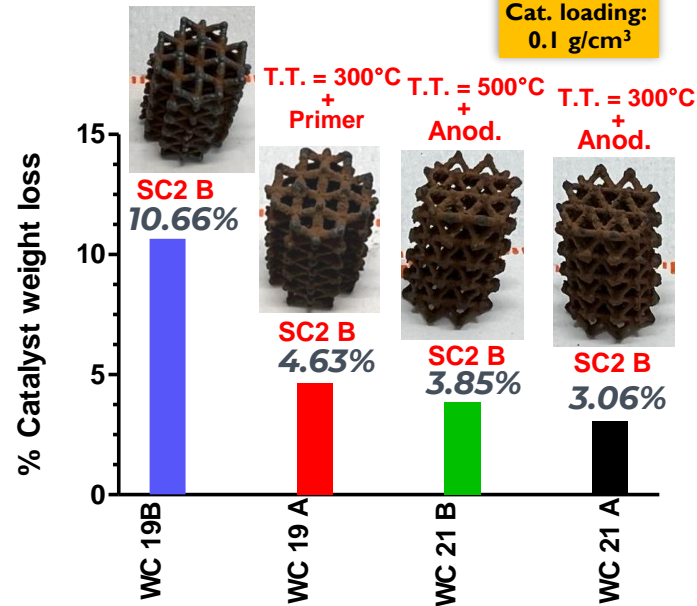 Cat. loading:
0.1 g/cm³
T.T. = 300°C
+
Primer
T.T. = 500°C
+
Anod.
T.T. = 300°C
+
Anod.
% Catalyst weight loss
15
10
5
0
SC2 B
10.66%
SC2 B
4.63%
SC2 B
3.85%
SC2 B
3.06%
WC 19B
WC 19 A
WC 21 B
WC 21 A